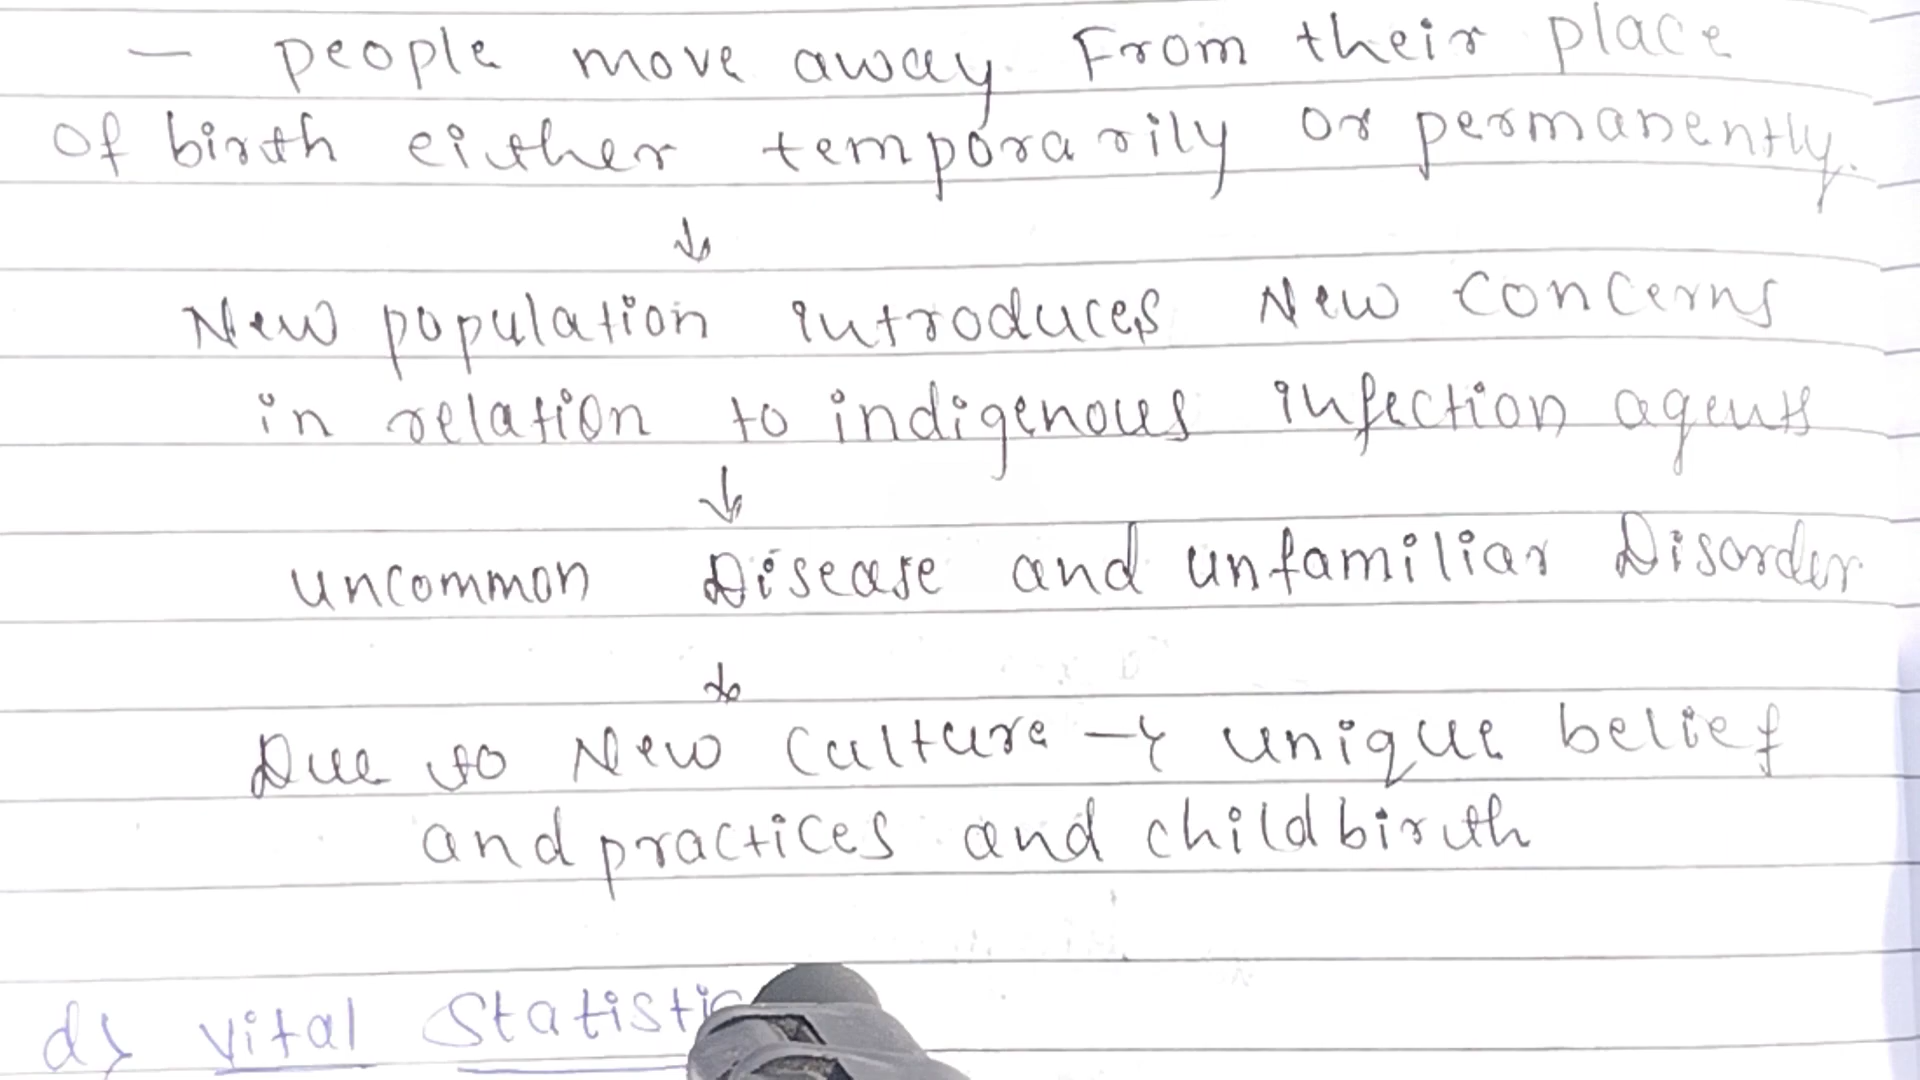 — people move away From their place
of birth either temporarily or permanently.
↓
New population introduces New Concerns
in relation to indigenous infection agents
↓
uncommon Disease and unfamiliar Disorder
↓
Due to New Culture → unique belief
and practices and childbirth
d) Vital